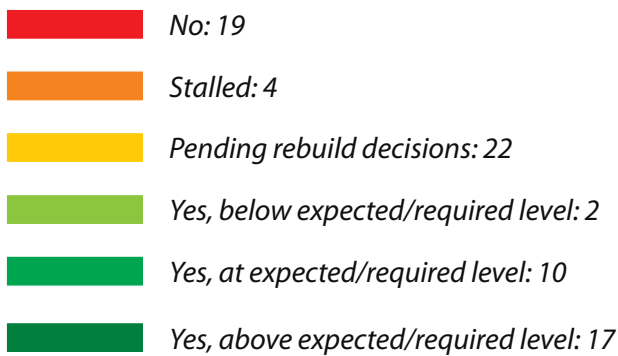 No: 19
Stalled: 4
Pending rebuild decisions: 22
Yes, below expected/required level: 2
Yes, at expected/required level: 10
Yes, above expected/required level: 17